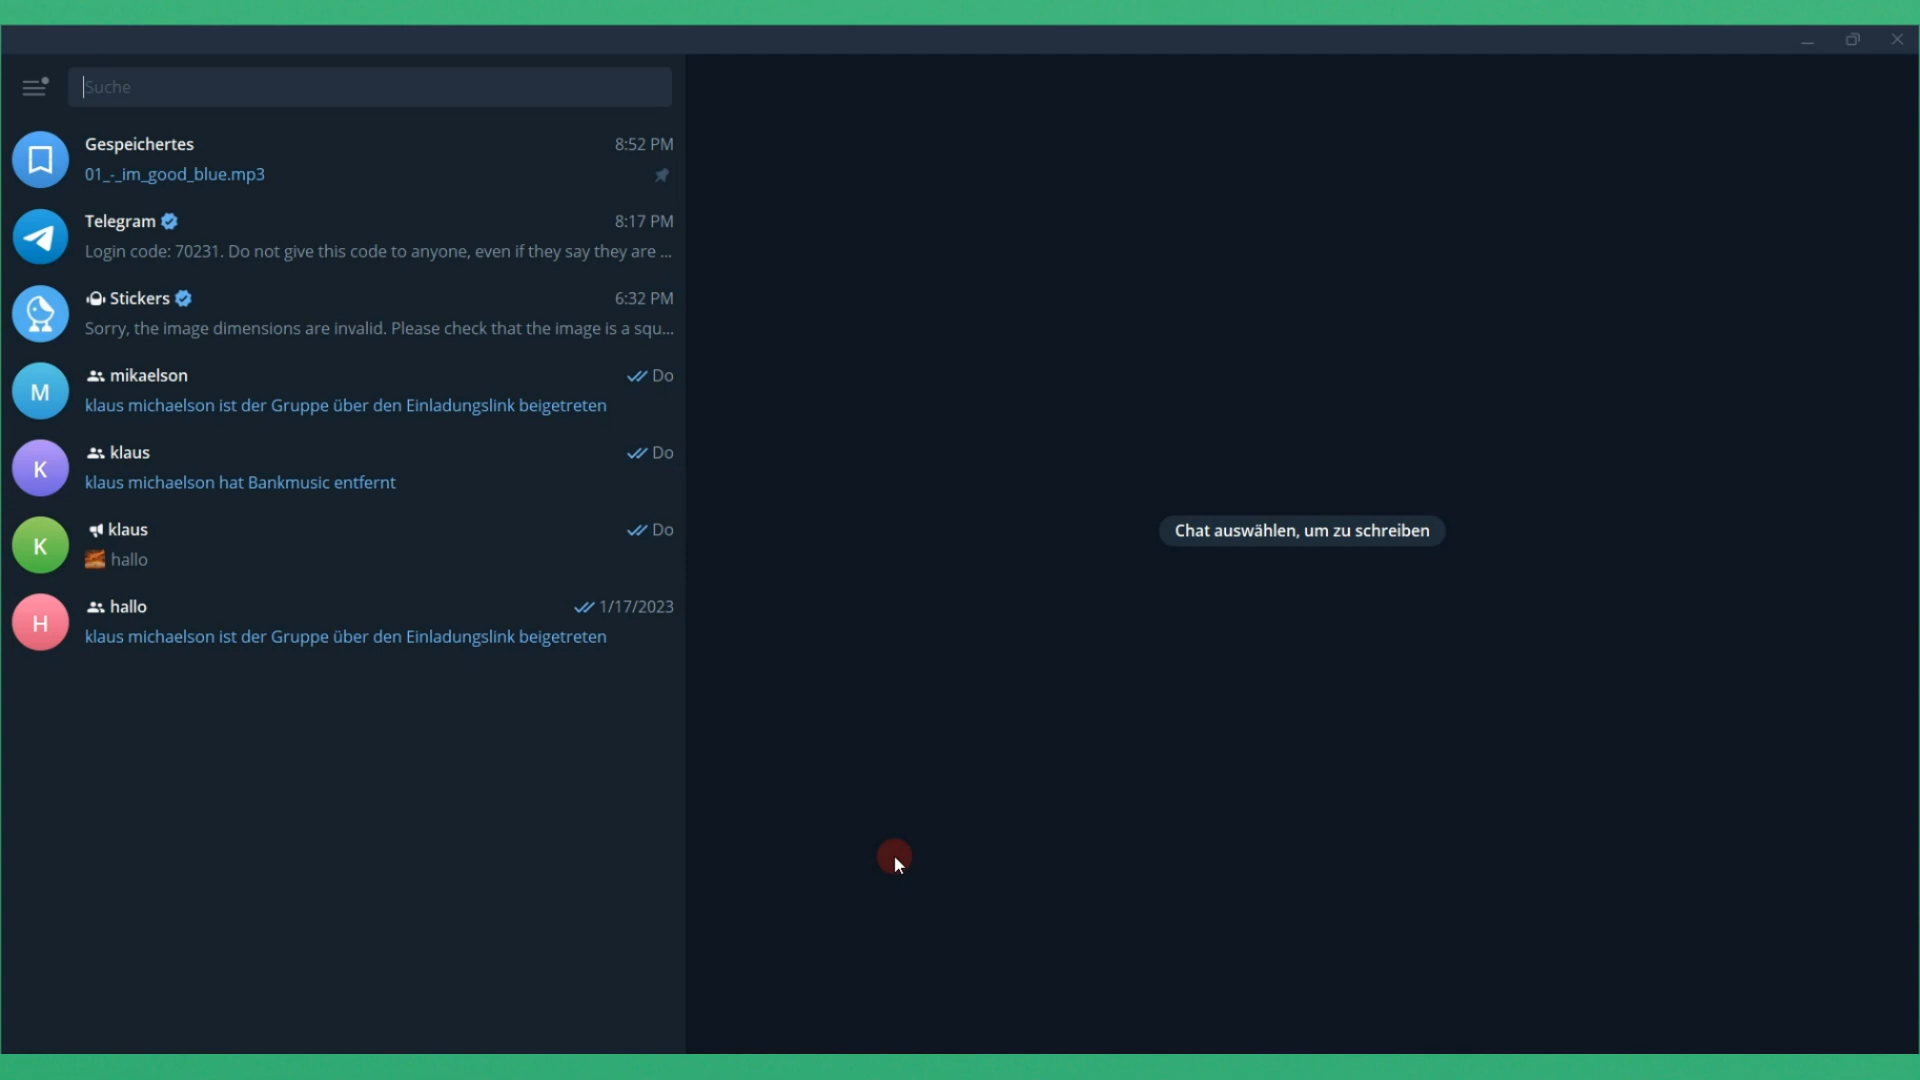 Suche
Gespeichertes 8:52 PM
01_-_im_good_blue.mp3
Telegram 8:17 PM
Login code: 70231. Do not give this code to anyone, even if they say they are ...
Stickers 6:32 PM
Sorry, the image dimensions are invalid. Please check that the image is a squ...
M
mikaelson Do
klaus michaelson ist der Gruppe über den Einladungslink beigetreten
K
klaus Do
klaus michaelson hat Bankmusic entfernt
K
klaus Do
hallo
H
hallo 1/17/2023
klaus michaelson ist der Gruppe über den Einladungslink beigetreten
Chat auswählen, um zu schreiben